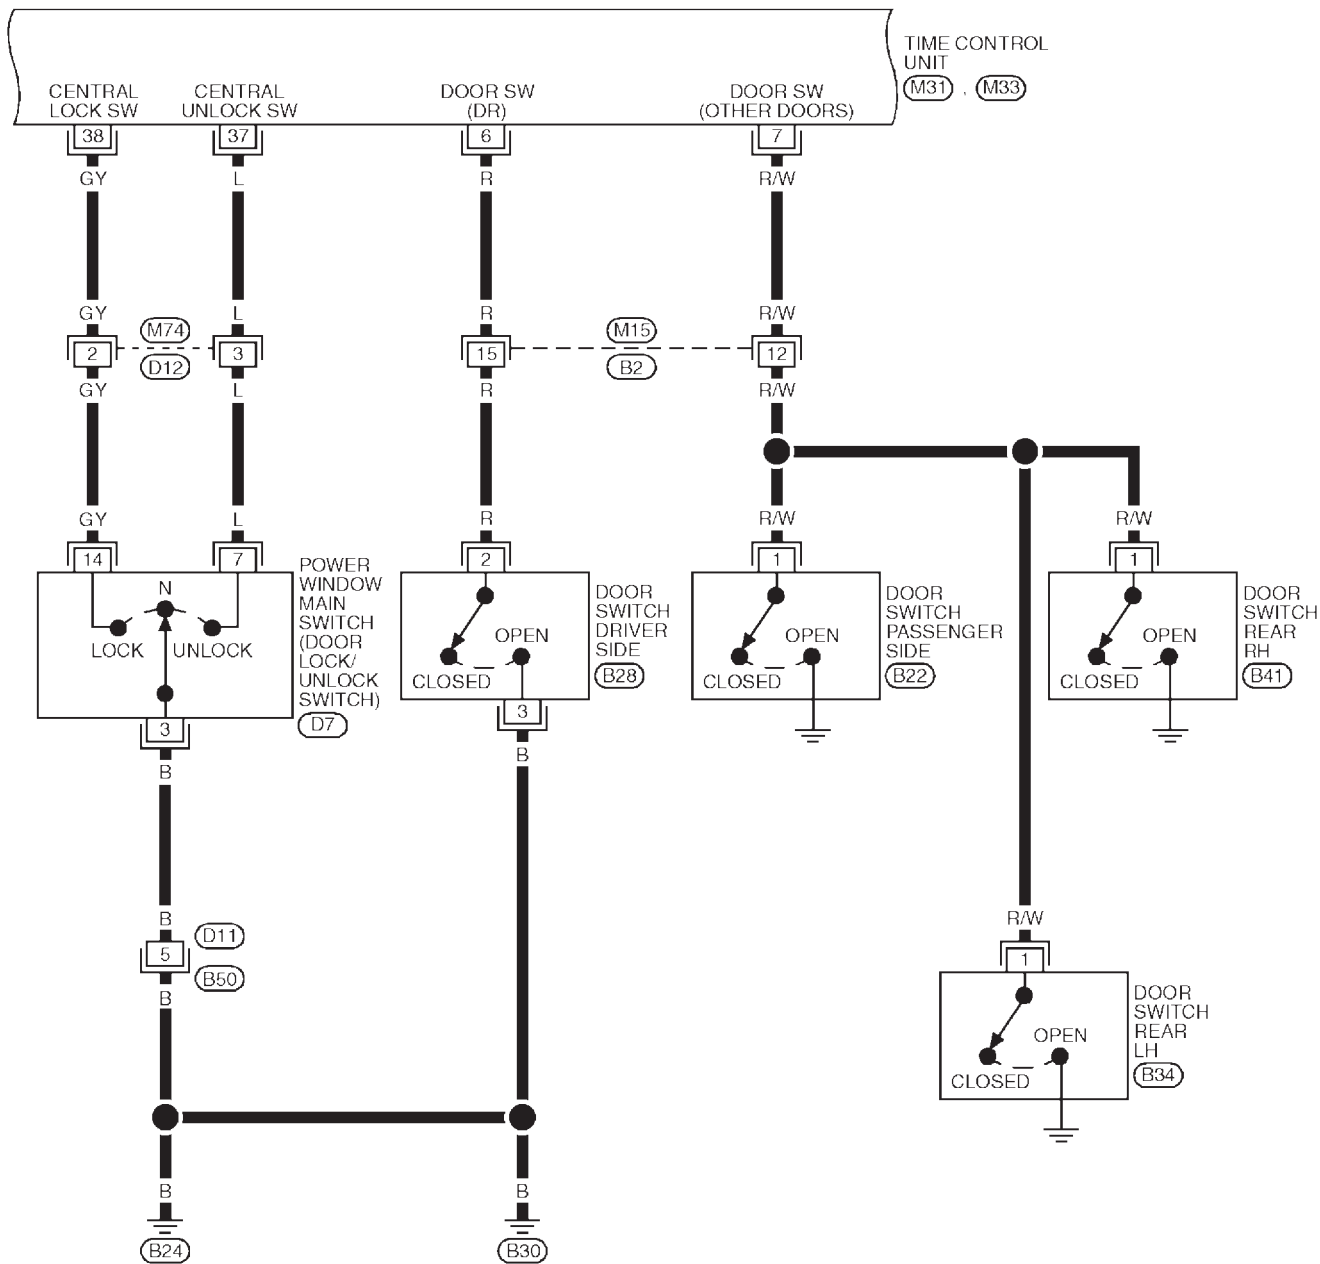 TIME CONTROL
UNIT
M31 , M33
CENTRAL
LOCK SW
CENTRAL
UNLOCK SW
DOOR SW
(DR)
DOOR SW
(OTHER DOORS)
38
37
6
7
GY
L
R
R/W
GY
L
R
R/W
M74
M15
2
3
15
12
D12
B2
GY
L
R
R/W
GY
L
R
R/W
R/W
14
7
2
1
1
POWER
WINDOW
MAIN
SWITCH
(DOOR
LOCK/
UNLOCK
SWITCH)
D7
N
LOCK
UNLOCK
3
DOOR
SWITCH
DRIVER
SIDE
B28
OPEN
CLOSED
3
DOOR
SWITCH
PASSENGER
SIDE
B22
OPEN
CLOSED
DOOR
SWITCH
REAR
RH
B41
OPEN
CLOSED
B
B
B
R/W
D11
5
B50
B
1
DOOR
SWITCH
REAR
LH
B34
OPEN
CLOSED
B
B
B24
B30